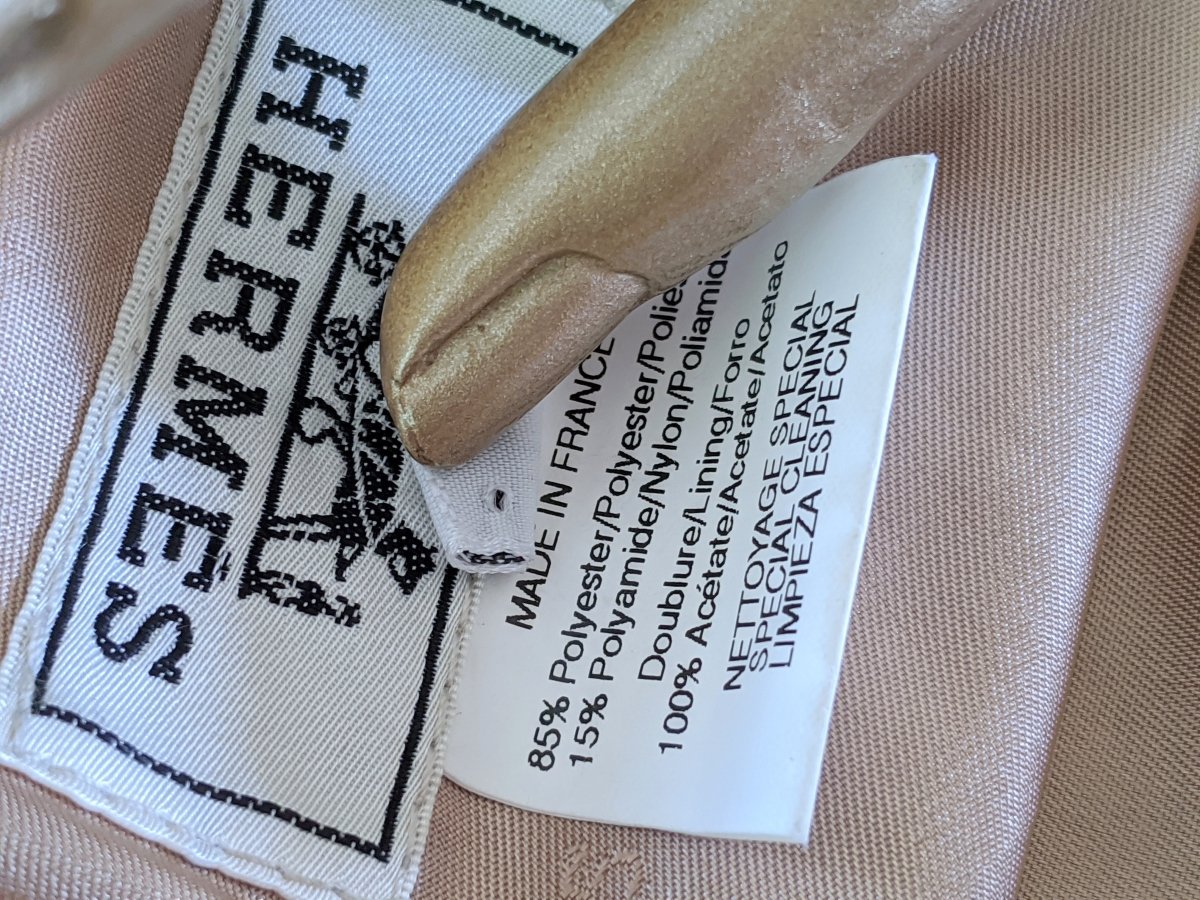 HERMES
MADE IN FRANCE
85% Polyester/Polyester/Polies
15% Polyamide/Nylon/Poliamida
Doublure/Lining/Forro
100% Acétate/Acetate/Acetato
NETTOYAGE SPECIAL
SPECIAL CLEANING
LIMPIEZA ESPECIAL